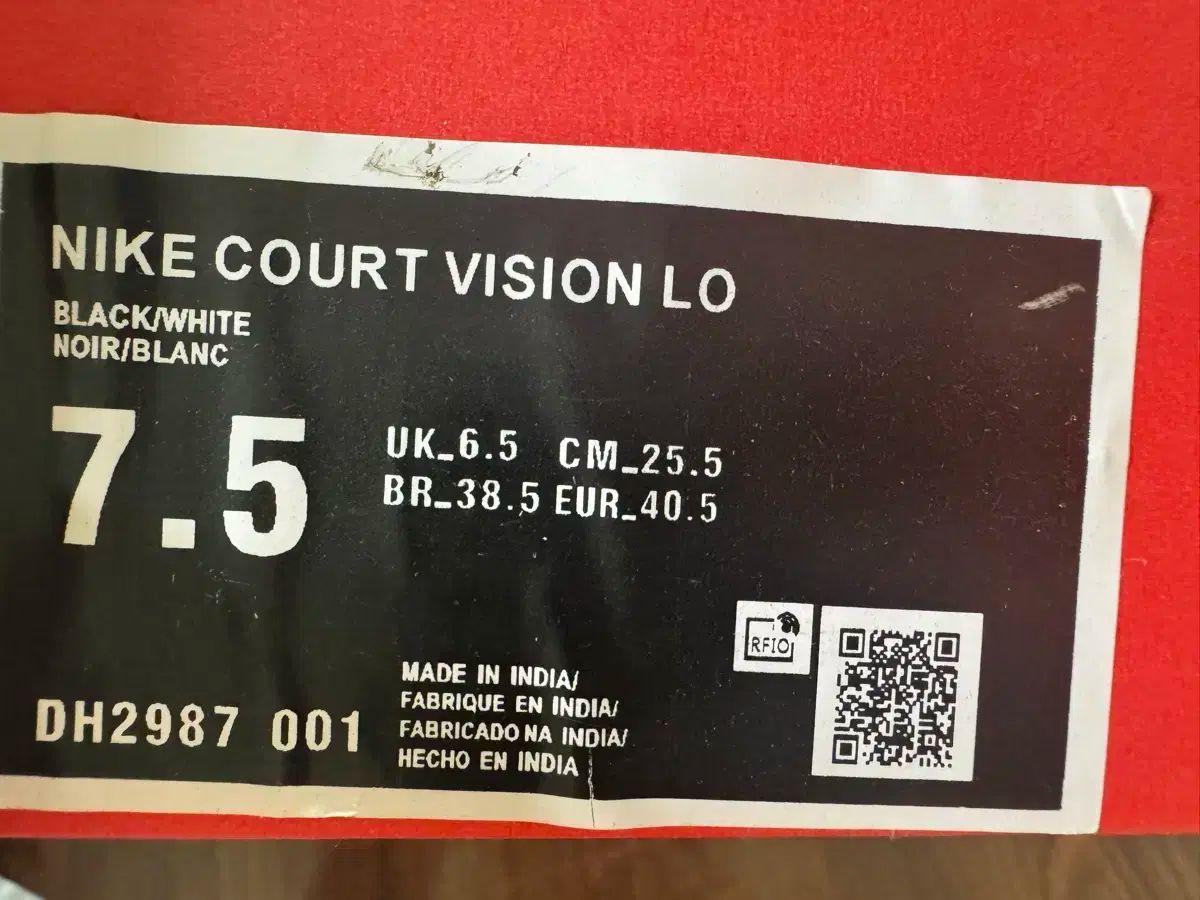 NIKE COURT VISION LO
BLACK/WHITE
NOIR/BLANC
7.5
UK_6.5 CM_25.5
BR_38.5 EUR_40.5
RFIO
DH2987 001
MADE IN INDIA/
FABRIQUE EN INDIA/
FABRICADO NA INDIA/
HECHO EN INDIA